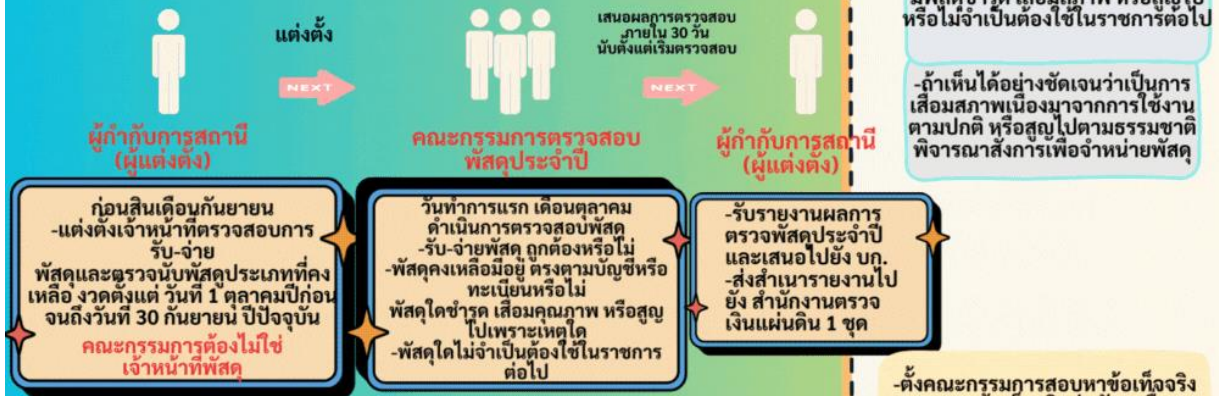 แต่งตั้ง
NEXT
เสนอผลการตรวจสอบ
ภายใน 30 วัน
นับตั้งแต่เริ่มตรวจสอบ
NEXT
ผู้กำกับการสถานี
(ผู้แต่งตั้ง)
คณะกรรมการตรวจสอบ
พัสดุประจำปี
ผู้กำกับการสถานี
(ผู้แต่งตั้ง)
ก่อนสิ้นเดือนกันยายน
-แต่งตั้งเจ้าหน้าที่ตรวจสอบการ
รับ-จ่าย
พัสดุและตรวจนับพัสดุประเภทที่คง
เหลือ งวดตั้งแต่ วันที่ 1 ตุลาคมปีก่อน
จนถึงวันที่ 30 กันยายน ปีปัจจุบัน
คณะกรรมการต้องไม่ใช่
เจ้าหน้าที่พัสดุ
วันทำการแรก เดือนตุลาคม
ดำเนินการตรวจสอบพัสดุ
-รับ-จ่ายพัสดุ ถูกต้องหรือไม่
-พัสดุคงเหลือมีอยู่ ตรงตามบัญชีหรือ
ทะเบียนหรือไม่
พัสดุใดชำรุด เสื่อมคุณภาพ หรือสูญ
ไปเพราะเหตุใด
-พัสดุใดไม่จำเป็นต้องใช้ในราชการ
ต่อไป
-รับรายงานผลการ
ตรวจพัสดุประจำปี
และเสนอไปยัง บก.
-ส่งสำเนารายงานไป
ยัง สำนักงานตรวจ
เงินแผ่นดิน 1 ชุด
หรือไม่จำเป็นต้องใช้ในราชการต่อไป
-ถ้าเห็นได้อย่างชัดเจนว่าเป็นการ
เสื่อมสภาพเนื่องมาจากการใช้งาน
ตามปกติ หรือสูญไปตามธรรมชาติ
พิจารณาสั่งการเพื่อจำหน่ายพัสดุ
-ตั้งคณะกรรมการสอบหาข้อเท็จจริง